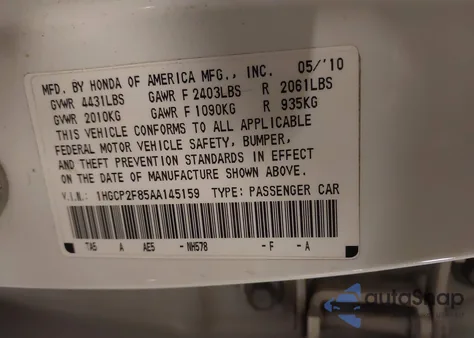 MFD. BY HONDA OF AMERICA MFG., INC. 05/'10
GVWR 4431LBS GAWR F 2403LBS R 2061LBS
GVWR 2010KG GAWR F 1090KG R 935KG
THIS VEHICLE CONFORMS TO ALL APPLICABLE
FEDERAL MOTOR VEHICLE SAFETY, BUMPER,
AND THEFT PREVENTION STANDARDS IN EFFECT
ON THE DATE OF MANUFACTURE SHOWN ABOVE.
V.I.N.: 1HGCP2F85AA145159 TYPE: PASSENGER CAR
TA5 A AE5 - NH578 - F - A
autoSnap